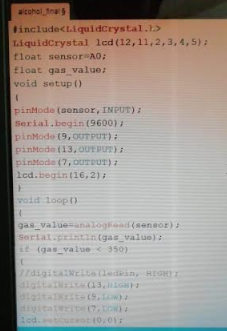 alcohol_final §
#include<LiquidCrystal.h>
LiquidCrystal lcd(12,11,2,3,4,5);
float sensor=A0;
float gas_value;
void setup()
{
pinMode(sensor,INPUT);
Serial.begin(9600);
pinMode(9,OUTPUT);
pinMode(13,OUTPUT);
pinMode(7,OUTPUT);
lcd.begin(16,2);
}
void loop()
{
gas_value=analogRead(sensor);
Serial.println(gas_value);
if (gas_value < 350)
{
//digitalWrite(ledPin, HIGH);
digitalWrite(13,HIGH);
digitalWrite(9,LOW);
digitalWrite(7,LOW);
lcd.setCursor(0,0);